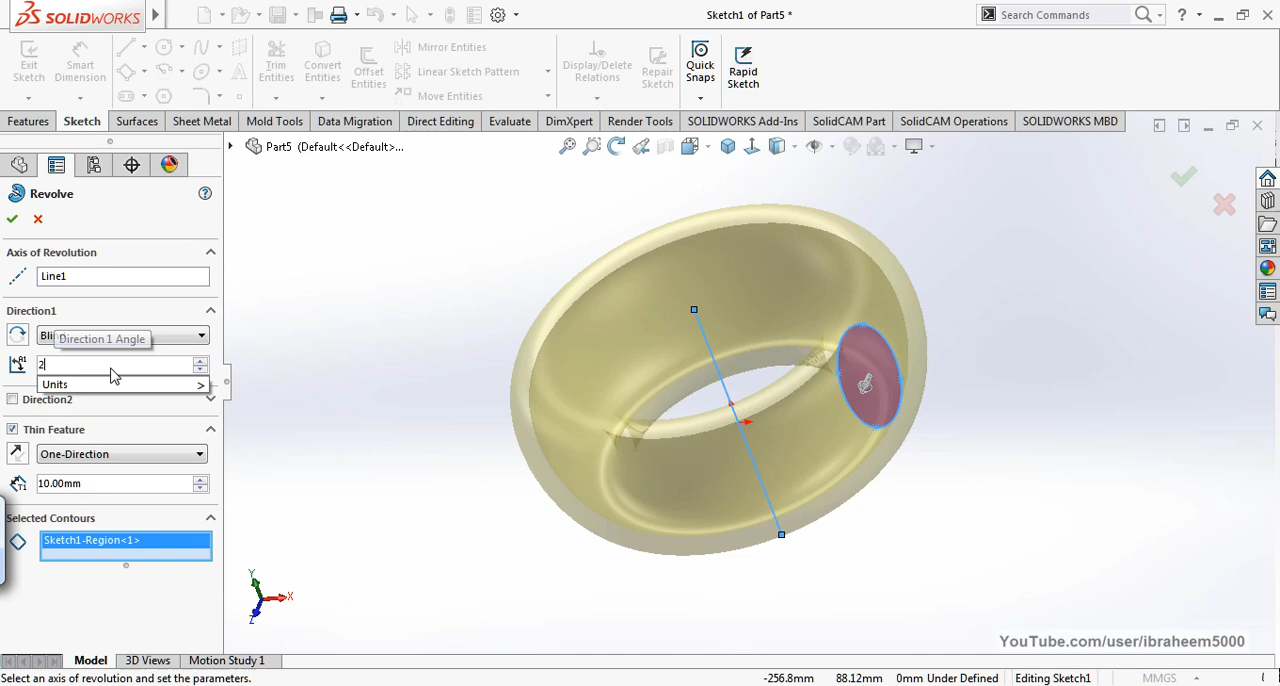 SOLIDWORKS
Sketch1 of Part5 *
Search Commands
?
Exit Sketch
Smart Dimension
Trim Entities
Convert Entities
Offset Entities
Mirror Entities
Linear Sketch Pattern
Move Entities
Display/Delete Relations
Repair Sketch
Quick Snaps
Rapid Sketch
Features
Sketch
Surfaces
Sheet Metal
Mold Tools
Data Migration
Direct Editing
Evaluate
DimXpert
Render Tools
SOLIDWORKS Add-Ins
SolidCAM Part
SolidCAM Operations
SOLIDWORKS MBD
Part5 (Default<<Default>...
Revolve
?
Axis of Revolution
Line1
Direction1
Bli
Direction 1 Angle
2
Units >
Direction2
Thin Feature
One-Direction
10.00mm
Selected Contours
Sketch1-Region<1>
Y
X
Z
YouTube.com/user/ibraheem5000
Model
3D Views
Motion Study 1
Select an axis of revolution and set the parameters.
-256.8mm
88.12mm
0mm Under Defined
Editing Sketch1
MMGS